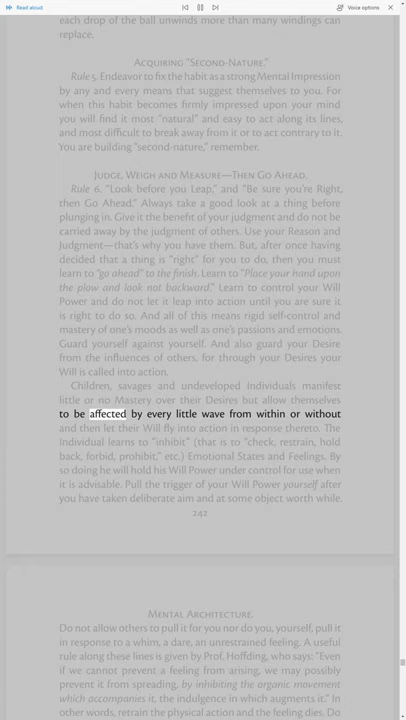 Read aloud
Voice options
each drop of the ball unwinds more than many windings can
replace.
ACQUIRING "SECOND-NATURE."
Rule 5. Endeavor to fix the habit as a strong Mental Impression
by any and every means that suggest themselves to you. For
when this habit becomes firmly impressed upon your mind
you will find it most "natural" and easy to act along its lines,
and most difficult to break away from it or to act contrary to it.
You are building "second-nature," remember.
JUDGE, WEIGH AND MEASURE—THEN GO AHEAD.
Rule 6. "Look before you Leap," and "Be sure you're Right,
then Go Ahead." Always take a good look at a thing before
plunging in. Give it the benefit of your judgment and do not be
carried away by the judgment of others. Use your Reason and
Judgment—that's why you have them. But, after once having
decided that a thing is "right" for you to do, then you must
learn to "go ahead" to the finish. Learn to "Place your hand upon
the plow and look not backward." Learn to control your Will
Power and do not let it leap into action until you are sure it
is right to do so. And all of this means rigid self-control and
mastery of one's moods as well as one's passions and emotions.
Guard yourself against yourself. And also guard your Desire
from the influences of others, for through your Desires your
Will is called into action.
Children, savages and undeveloped Individuals manifest
little or no Mastery over their Desires but allow themselves
to be affected by every little wave from within or without
and then let their Will fly into action in response thereto. The
Individual learns to "inhibit" (that is to "check, restrain, hold
back, forbid, prohibit," etc.) Emotional States and Feelings. By
so doing he will hold his Will Power under control for use when
it is advisable. Pull the trigger of your Will Power yourself after
you have taken deliberate aim and at some object worth while.
242
MENTAL ARCHITECTURE.
Do not allow others to pull it for you nor do you, yourself, pull it
in response to a whim, a dare, an unrestrained feeling. A useful
rule along these lines is given by Prof. Hoffding, who says: "Even
if we cannot prevent a feeling from arising, we may possibly
prevent it from spreading, by inhibiting the organic movement
which accompanies it, the indulgence in which augments it." In
other words, retrain the physical action and the feeling dies. Do